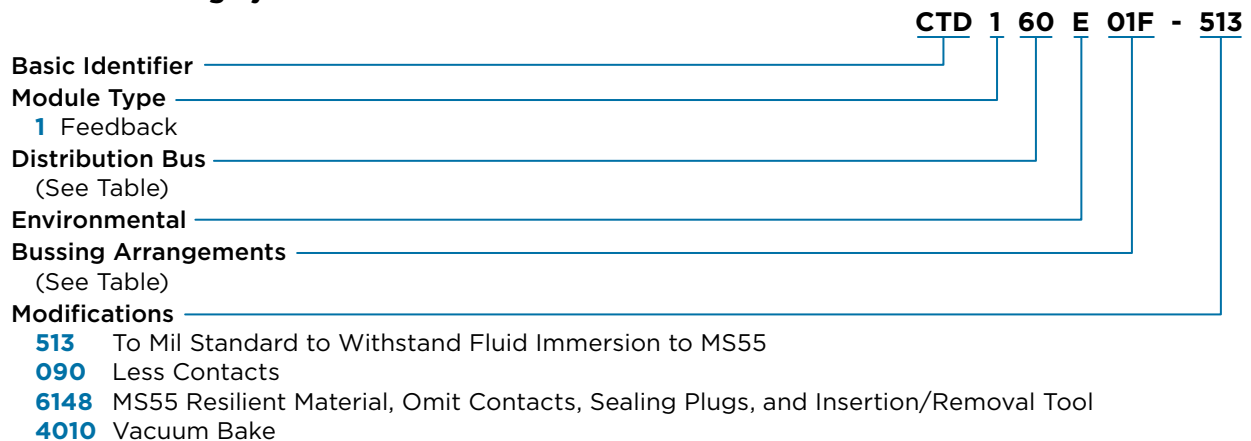 CTD 1 60 E 01F - 513
Basic Identifier
Module Type
1 Feedback
Distribution Bus
(See Table)
Environmental
Bussing Arrangements
(See Table)
Modifications
513 To Mil Standard to Withstand Fluid Immersion to MS55
090 Less Contacts
6148 MS55 Resilient Material, Omit Contacts, Sealing Plugs, and Insertion/Removal Tool
4010 Vacuum Bake